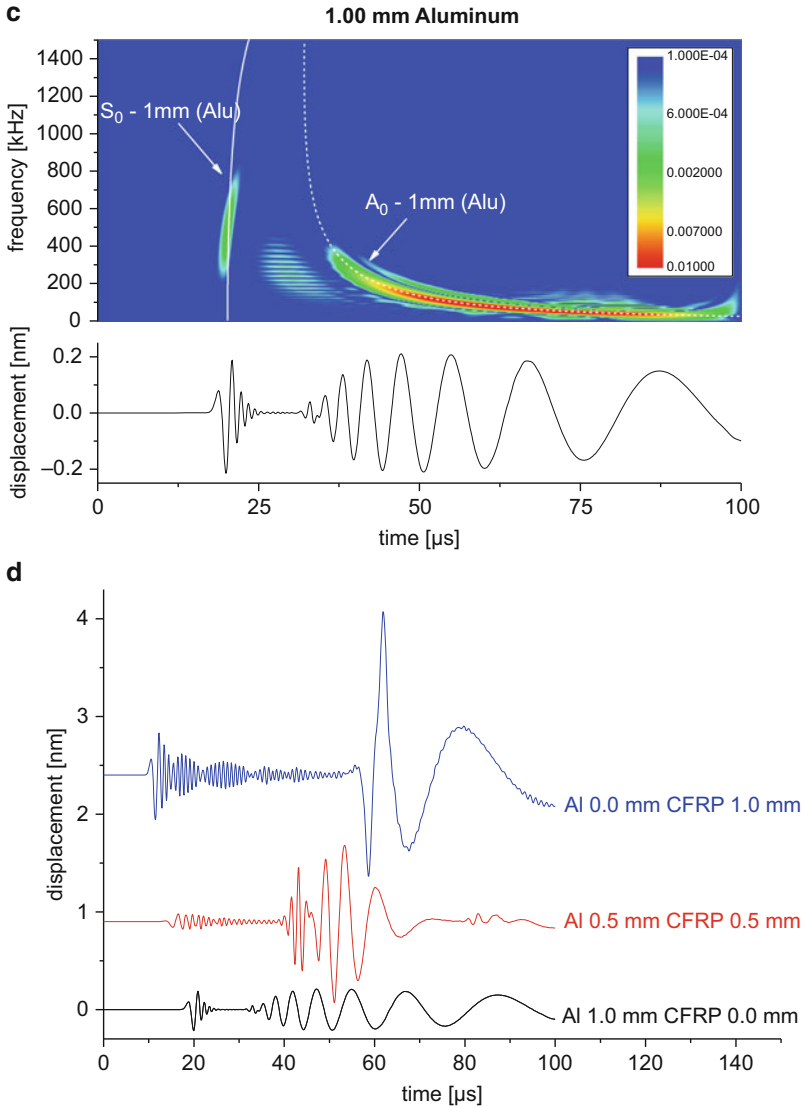 c
1.00 mm Aluminum
frequency [kHz]
1400
1200
1000
800
600
400
200
0
S0 - 1mm (Alu)
A0 - 1mm (Alu)
1.000E-04
6.000E-04
0.002000
0.007000
0.01000
displacement [nm]
0.2
0.0
–0.2
0
25
50
75
100
time [µs]
d
displacement [nm]
4
3
2
1
0
Al 0.0 mm CFRP 1.0 mm
Al 0.5 mm CFRP 0.5 mm
Al 1.0 mm CFRP 0.0 mm
0
20
40
60
80
100
120
140
time [µs]